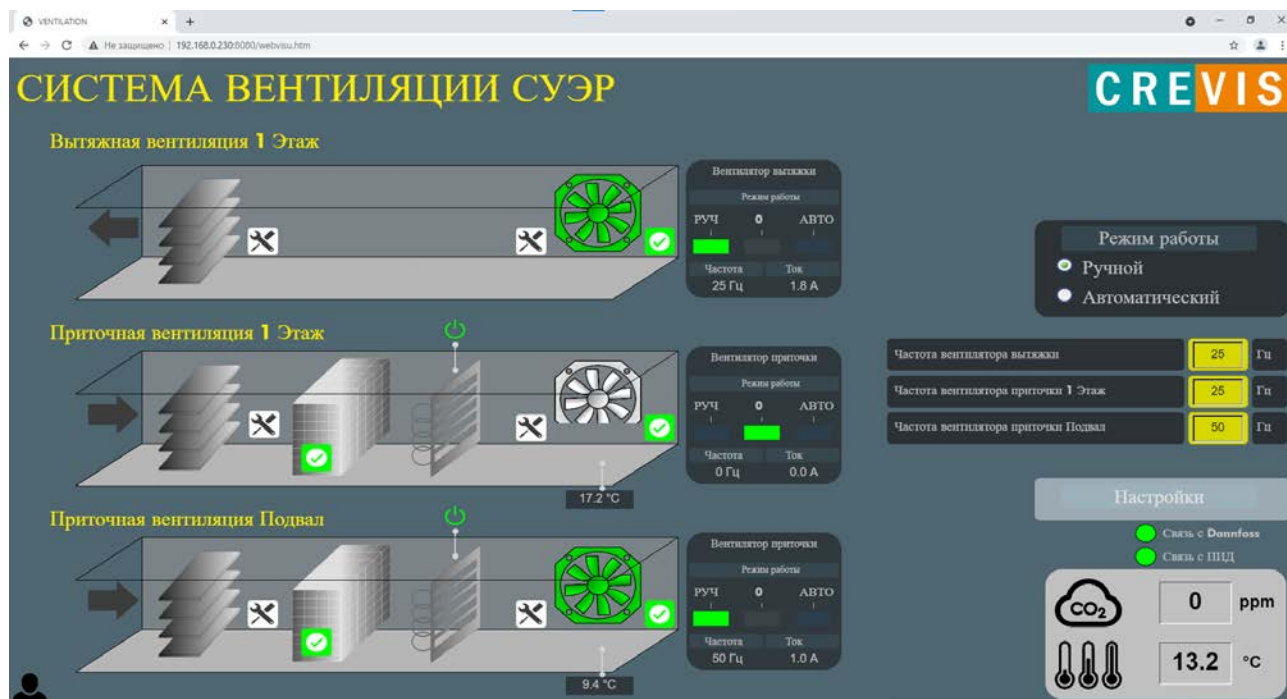 VENTILATION
Не защищено | 192.168.0.230:8080/webvisu.htm
СИСТЕМА ВЕНТИЛЯЦИИ СУЭР
CREVIS
Вытяжная вентиляция 1 Этаж
Вентилятор вытяжки
Режим работы
РУЧ 0 АВТО
Частота Ток
25 Гц 1.8 А
Режим работы
Ручной
Автоматический
Приточная вентиляция 1 Этаж
Вентилятор приточки
Режим работы
РУЧ 0 АВТО
Частота Ток
0 Гц 0.0 А
17.2 °C
Частота вентилятора вытяжки 25 Гц
Частота вентилятора приточки 1 Этаж 25 Гц
Частота вентилятора приточки Подвал 50 Гц
Настройки
Связь с Dannfoss
Связь с ПИД
Приточная вентиляция Подвал
Вентилятор приточки
Режим работы
РУЧ 0 АВТО
Частота Ток
50 Гц 1.0 А
9.4 °C
CO2 0 ppm
13.2 °C